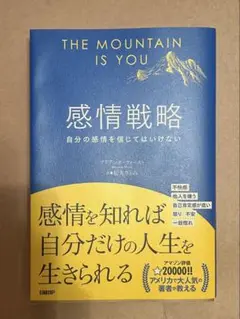 THE MOUNTAIN
IS YOU
感情戦略
自分の感情を信じてはいけない
感情を知れば
自分だけの人生を
生きられる
不快感
他人を嫌う
自己肯定感が低い
怒り 不安
一目惚れ
アマゾン評価
☆20000!!
アメリカで大人気の
著者が教える